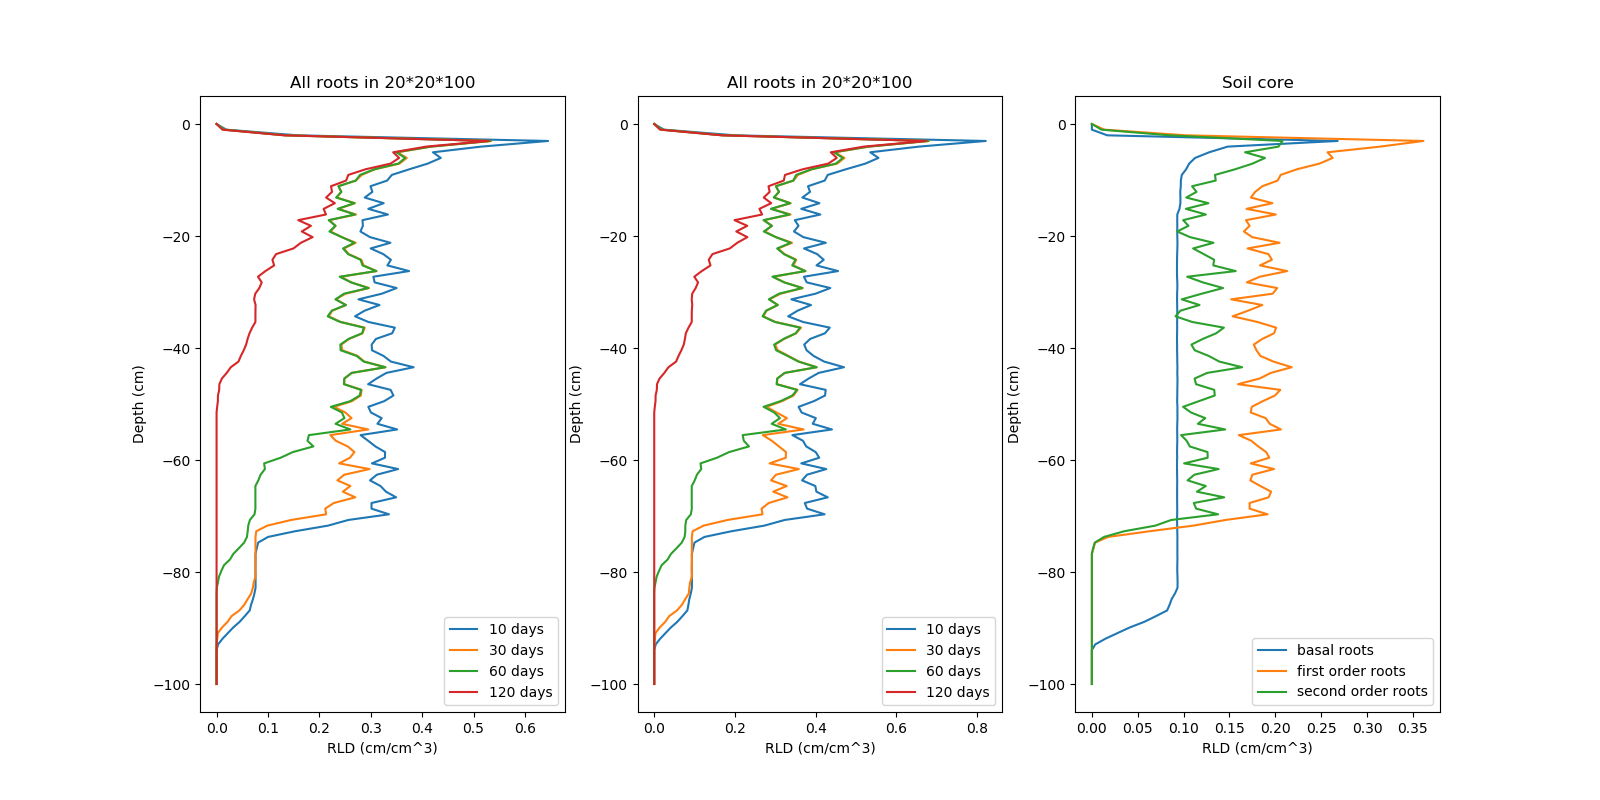 All roots in 20*20*100
0
−20
−40
−60
−80
−100
Depth (cm)
0.0 0.1 0.2 0.3 0.4 0.5 0.6
RLD (cm/cm^3)
10 days
30 days
60 days
120 days
All roots in 20*20*100
0
−20
−40
−60
−80
−100
Depth (cm)
0.0 0.2 0.4 0.6 0.8
RLD (cm/cm^3)
10 days
30 days
60 days
120 days
Soil core
0
−20
−40
−60
−80
−100
Depth (cm)
0.00 0.05 0.10 0.15 0.20 0.25 0.30 0.35
RLD (cm/cm^3)
basal roots
first order roots
second order roots